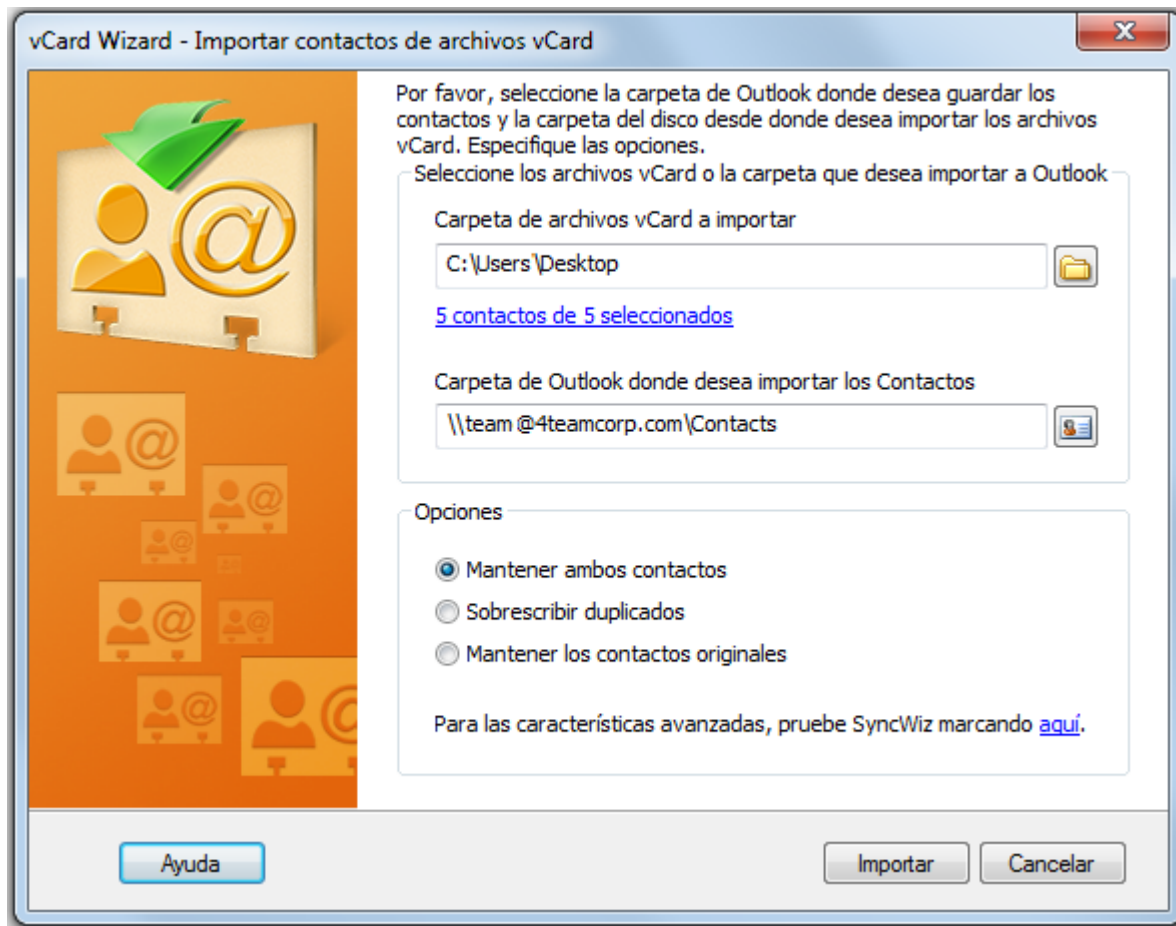 vCard Wizard - Importar contactos de archivos vCard
Por favor, seleccione la carpeta de Outlook donde desea guardar los
contactos y la carpeta del disco desde donde desea importar los archivos
vCard. Especifique las opciones.
Seleccione los archivos vCard o la carpeta que desea importar a Outlook
Carpeta de archivos vCard a importar
C:\Users\Desktop
5 contactos de 5 seleccionados
Carpeta de Outlook donde desea importar los Contactos
\\team@4teamcorp.com\Contacts
Opciones
Mantener ambos contactos
Sobrescribir duplicados
Mantener los contactos originales
Para las características avanzadas, pruebe SyncWiz marcando aquí.
Ayuda
Importar
Cancelar